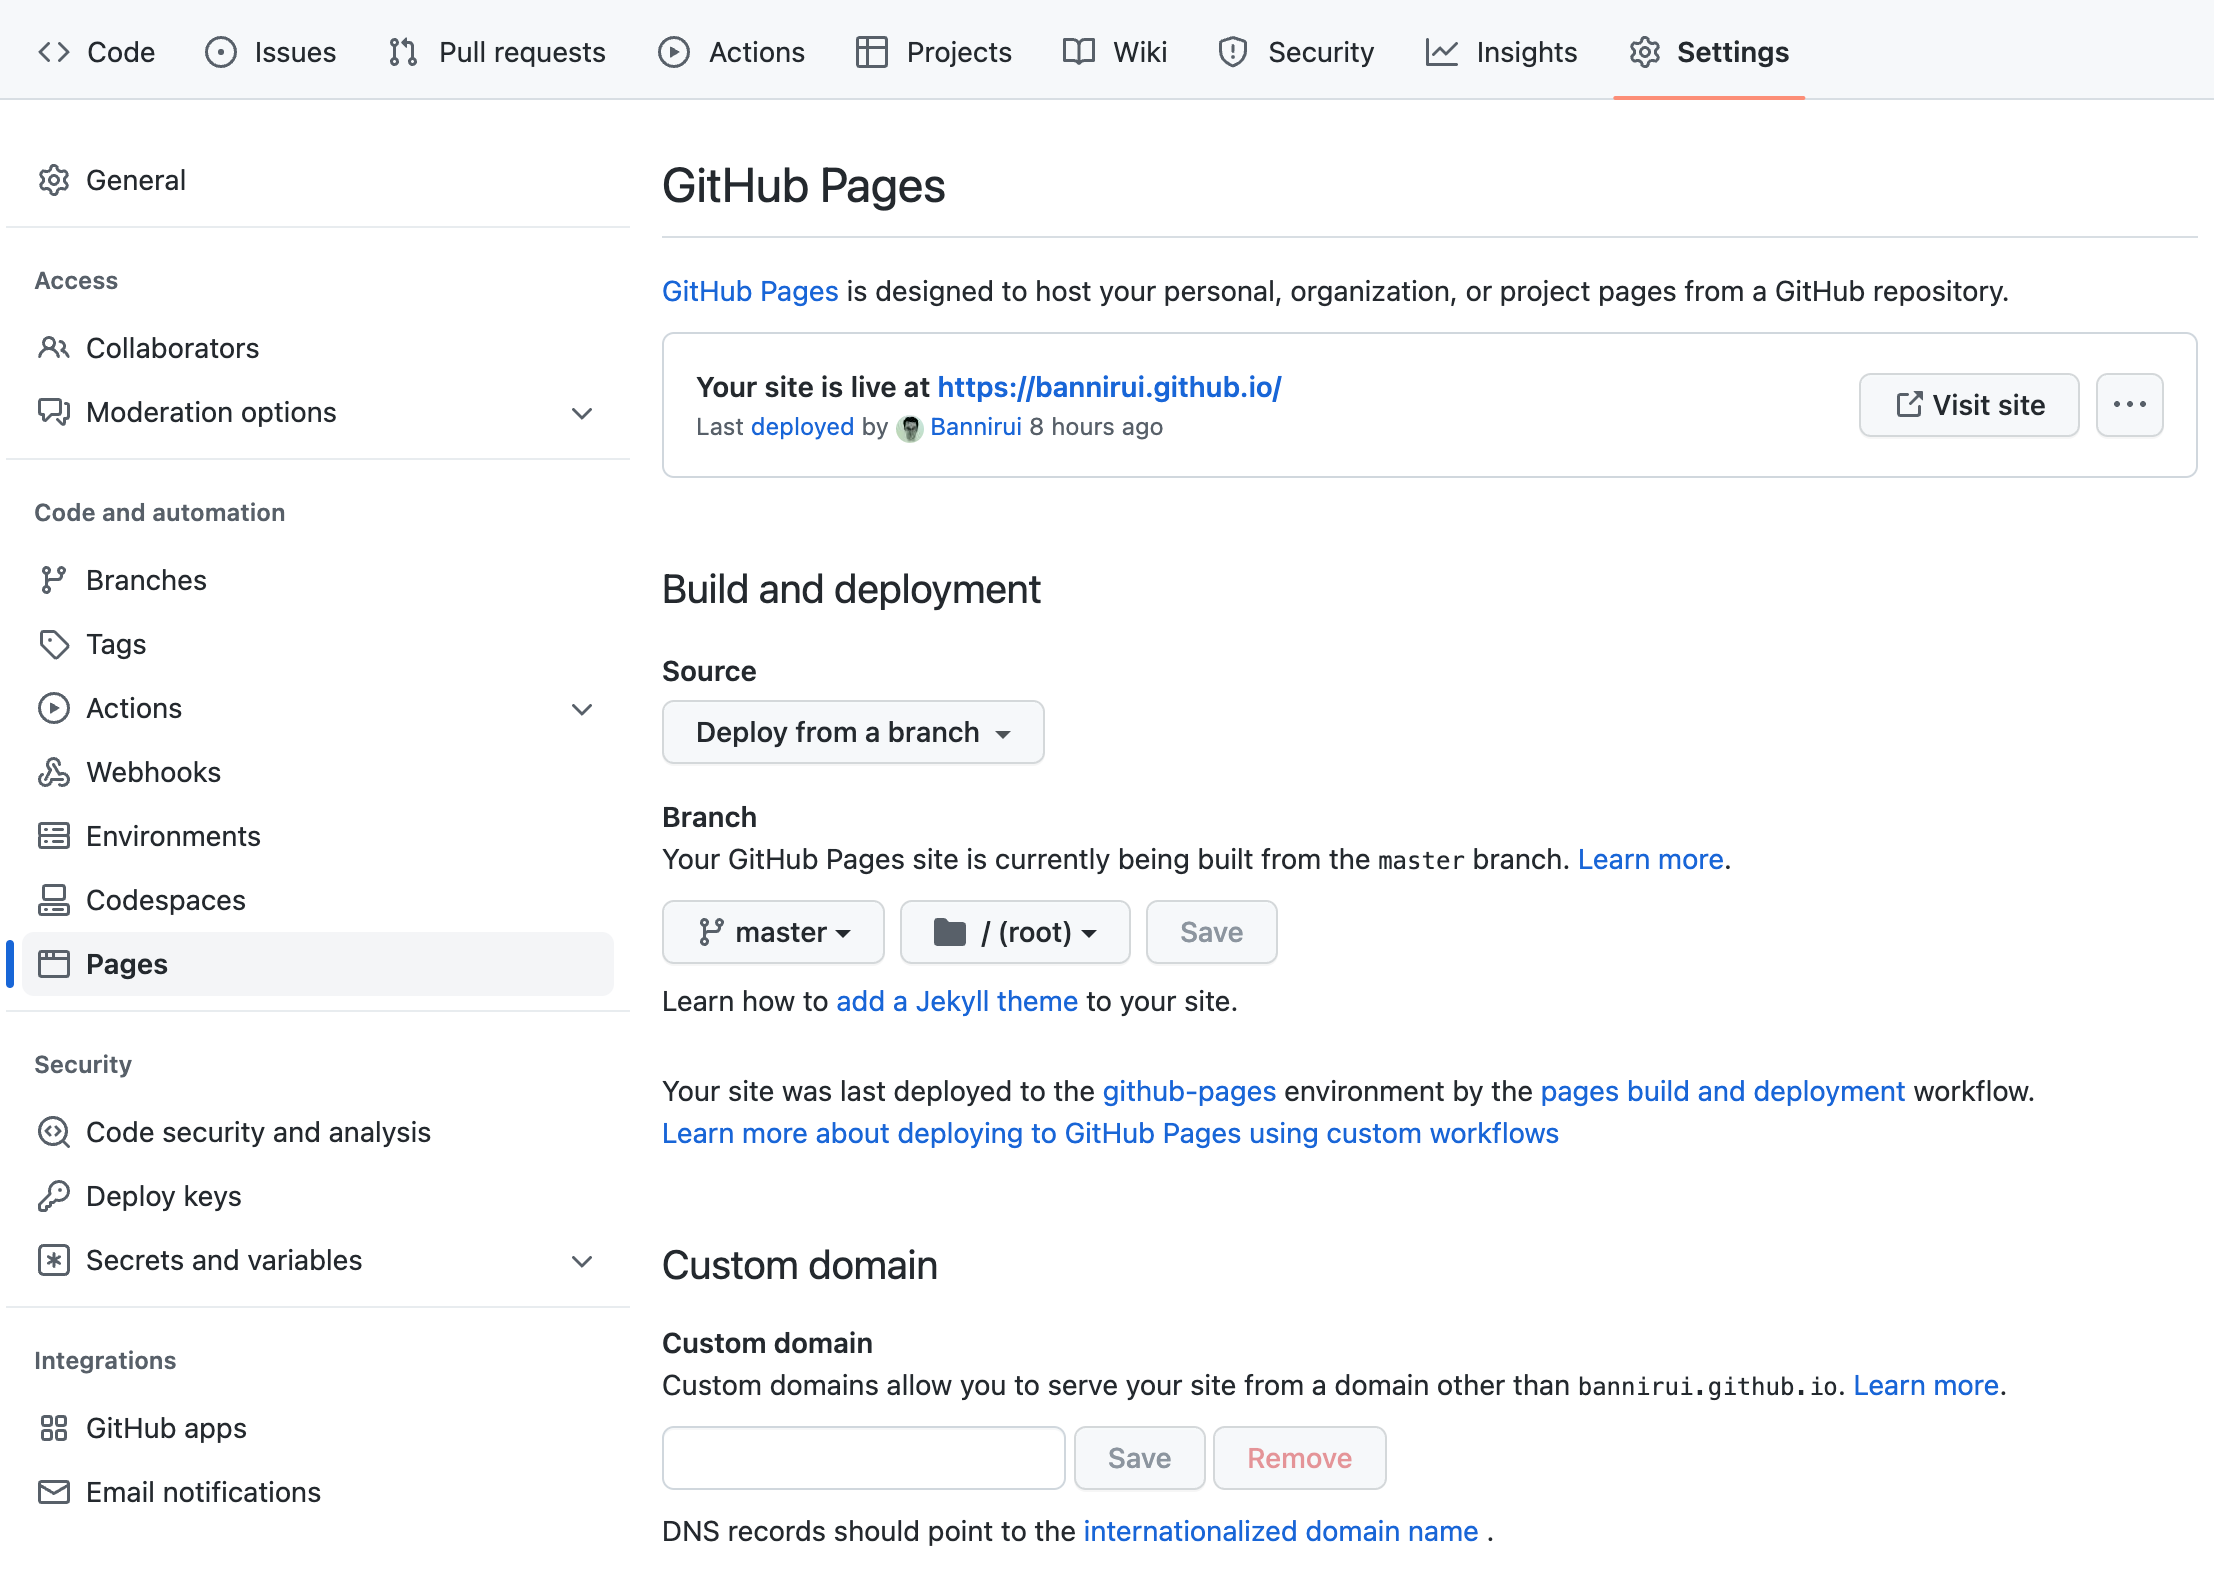 Code Issues Pull requests Actions Projects Wiki Security Insights Settings
General
Access
Collaborators
Moderation options
Code and automation
Branches
Tags
Actions
Webhooks
Environments
Codespaces
Pages
Security
Code security and analysis
Deploy keys
Secrets and variables
Integrations
GitHub apps
Email notifications
GitHub Pages
GitHub Pages is designed to host your personal, organization, or project pages from a GitHub repository.
Your site is live at https://bannirui.github.io/
Last deployed by Bannirui 8 hours ago
Visit site
Build and deployment
Source
Deploy from a branch
Branch
Your GitHub Pages site is currently being built from the master branch. Learn more.
master / (root) Save
Learn how to add a Jekyll theme to your site.
Your site was last deployed to the github-pages environment by the pages build and deployment workflow.
Learn more about deploying to GitHub Pages using custom workflows
Custom domain
Custom domain
Custom domains allow you to serve your site from a domain other than bannirui.github.io. Learn more.
Save Remove
DNS records should point to the internationalized domain name .